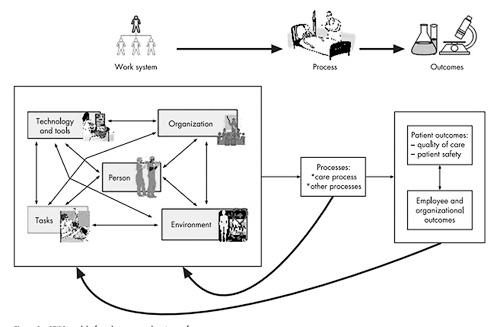 Work system
Process
Outcomes
Technology
and tools
Organization
Person
Tasks
Environment
Processes:
*care process
*other processes
Patient outcomes:
– quality of care
– patient safety
Employee and
organizational
outcomes